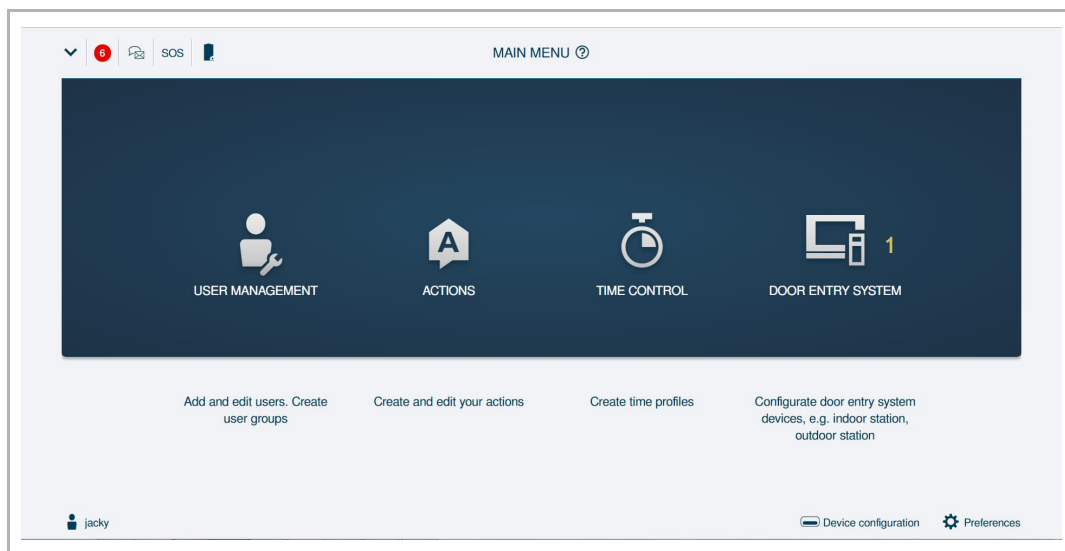 6
SOS
MAIN MENU ?
A
1
USER MANAGEMENT
ACTIONS
TIME CONTROL
DOOR ENTRY SYSTEM
Add and edit users. Create
user groups
Create and edit your actions
Create time profiles
Configurate door entry system
devices, e.g. indoor station,
outdoor station
jacky
Device configuration
Preferences